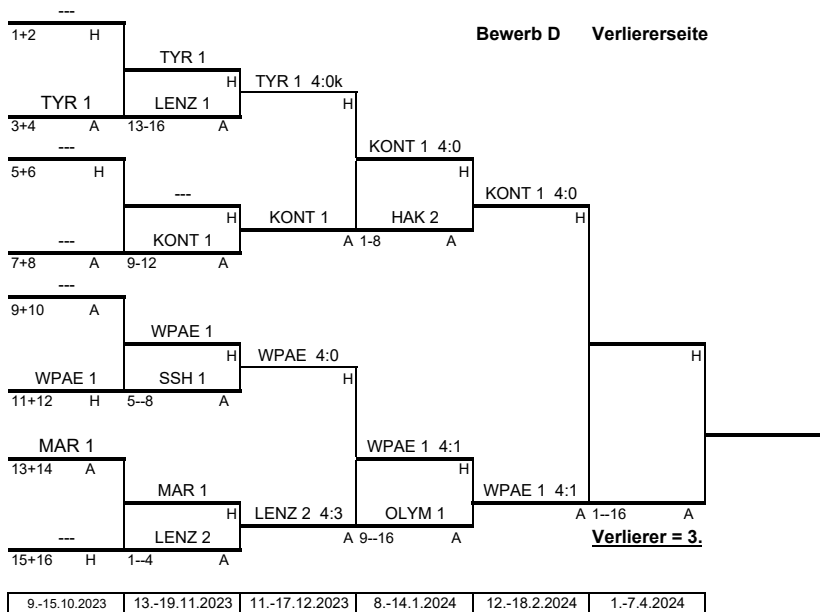 ---
1+2 H
Bewerb D Verliererseite
TYR 1
H TYR 1 4:0k
TYR 1 LENZ 1 H
3+4 A 13-16 A
---
KONT 1 4:0
5+6 H H
--- KONT 1 4:0
H KONT 1 HAK 2 H
--- KONT 1
7+8 A 9-12 A A 1-8 A
---
9+10 A
WPAE 1
H WPAE 4:0 H
WPAE 1 SSH 1 H
11+12 H 5--8 A
MAR 1 WPAE 1 4:1
13+14 A H
MAR 1 WPAE 1 4:1
H LENZ 2 4:3 OLYM 1 A 1--16 A
--- LENZ 2 A 9--16 A Verlierer = 3.
15+16 H 1--4 A
9.-15.10.2023 13.-19.11.2023 11.-17.12.2023 8.-14.1.2024 12.-18.2.2024 1.-7.4.2024